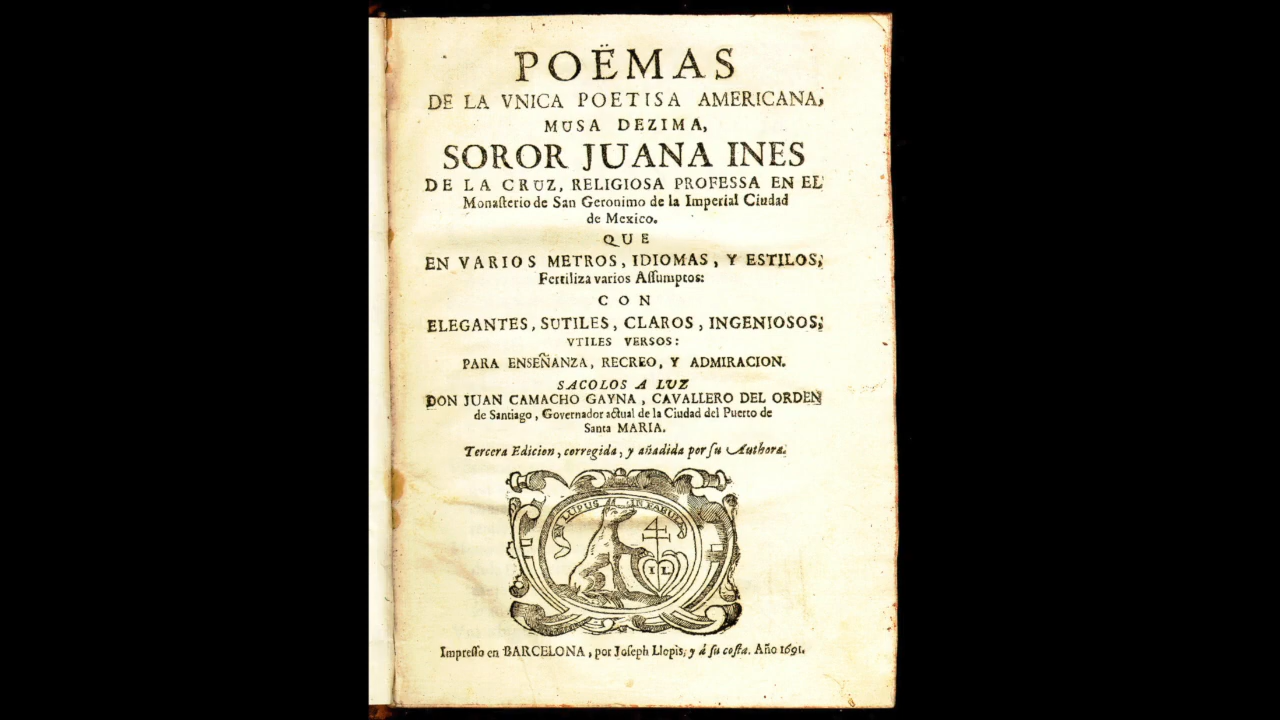 POËMAS
DE LA VNICA POETISA AMERICANA,
MUSA DEZIMA,
SOROR JUANA INES
DE LA CRUZ, RELIGIOSA PROFESSA EN EL
Monaſterio de San Geronimo de la Imperial Ciudad
de Mexico.
QUE
EN VARIOS METROS, IDIOMAS, Y ESTILOS,
Fertiliza varios Aſſumptos:
CON
ELEGANTES, SUTILES, CLAROS, INGENIOSOS,
VTILES VERSOS:
PARA ENSEÑANZA, RECREO, Y ADMIRACION.
SACOLOS A LUZ
DON JUAN CAMACHO GAYNA, CAVALLERO DEL ORDEN
de Santiago, Governador actual de la Ciudad del Puerto de
Santa MARIA.
Tercera Edicion, corregida, y añadida por ſu Authora.
EN LUPUS IN FABULA
I L
Impreſſo en BARCELONA, por Joſeph Llopis, y á ſu coſta. Año 1691.